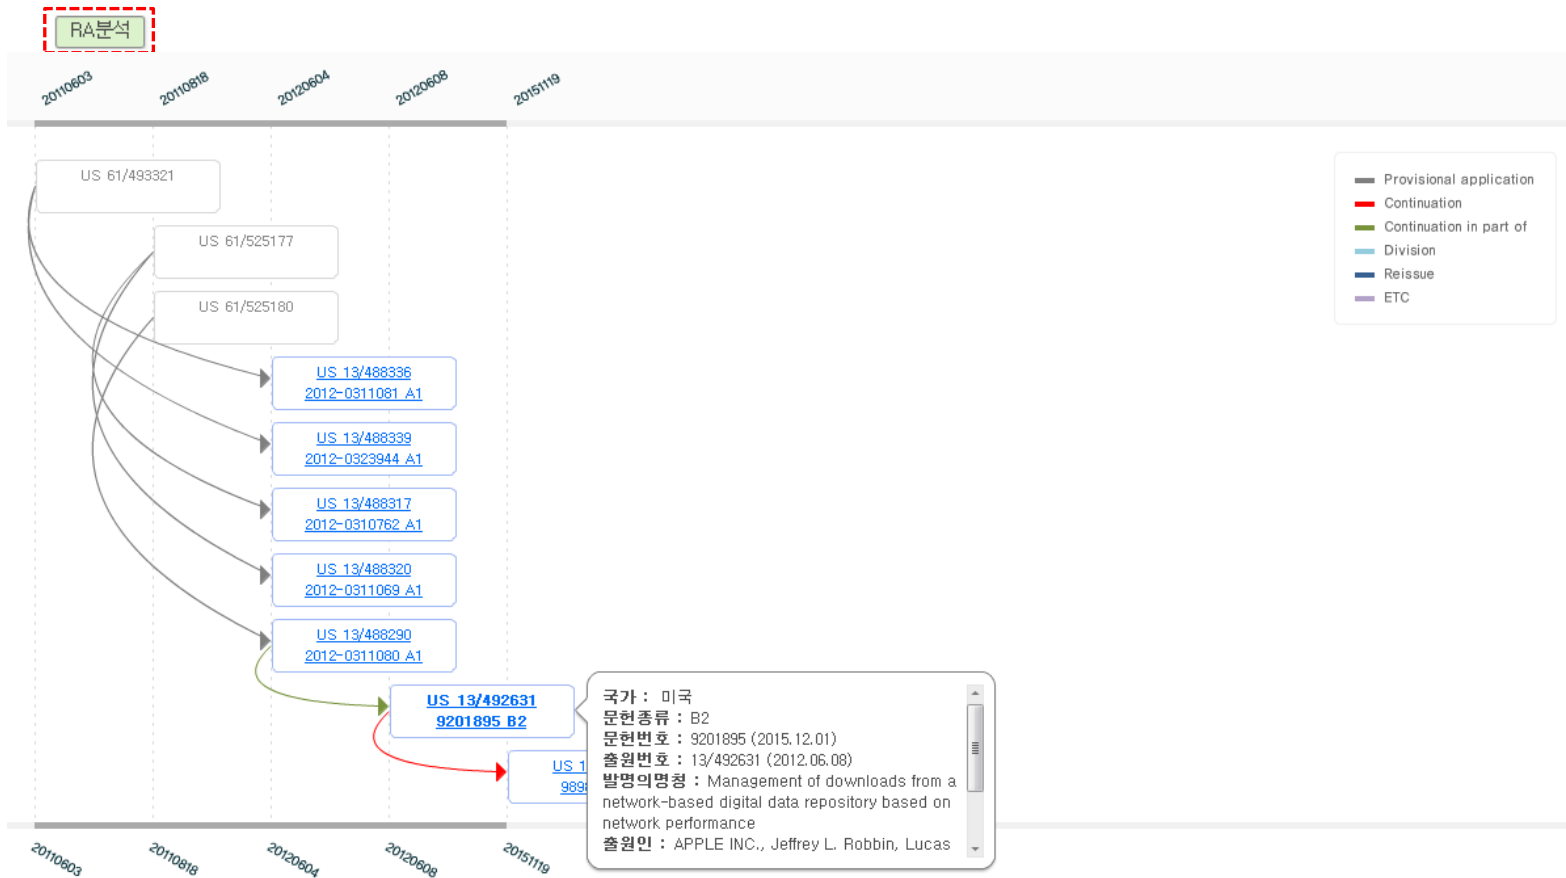 RA분석
20110603
20110818
20120604
20120608
20151119
US 61/493321
Provisional application
Continuation
Continuation in part of
Division
Reissue
ETC
US 61/525177
US 61/525180
US 13/488336
2012-0311081 A1
US 13/488339
2012-0323944 A1
US 13/488317
2012-0310762 A1
US 13/488320
2012-0311069 A1
US 13/488290
2012-0311080 A1
US 13/492631
9201895 B2
US 1
989
국가 : 미국
문헌종류 : B2
문헌번호 : 9201895 (2015.12.01)
출원번호 : 13/492631 (2012.06.08)
발명의명칭 : Management of downloads from a
network-based digital data repository based on
network performance
출원인 : APPLE INC., Jeffrey L. Robbin, Lucas
20110603
20110818
20120604
20120608
20151119